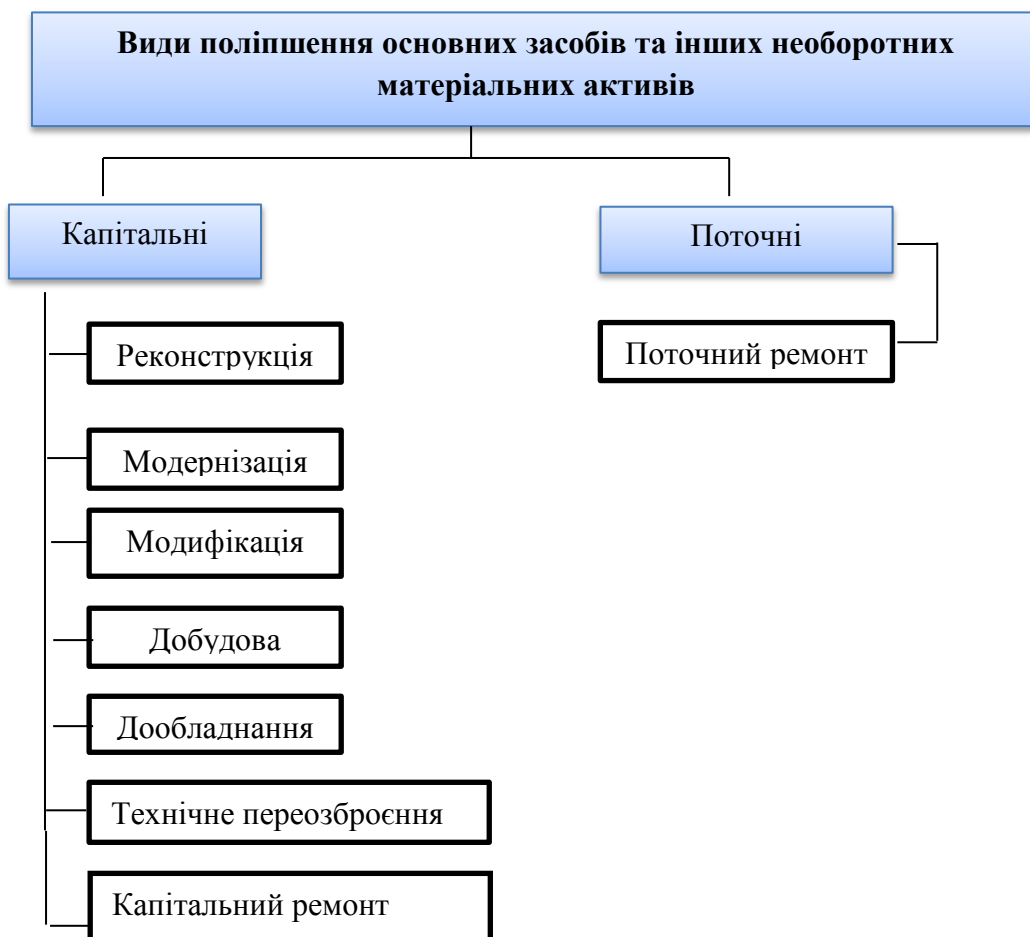 Види поліпшення основних засобів та інших необоротних
матеріальних активів
Капітальні
Поточні
Реконструкція
Поточний ремонт
Модернізація
Модифікація
Добудова
Дообладнання
Технічне переозброєння
Капітальний ремонт